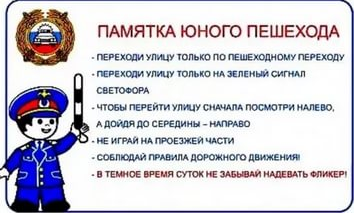 ПАМЯТКА ЮНОГО ПЕШЕХОДА
- ПЕРЕХОДИ УЛИЦУ ТОЛЬКО ПО ПЕШЕХОДНОМУ ПЕРЕХОДУ
- ПЕРЕХОДИ УЛИЦУ ТОЛЬКО НА ЗЕЛЕНЫЙ СИГНАЛ
СВЕТОФОРА
- ЧТОБЫ ПЕРЕЙТИ УЛИЦУ СНАЧАЛА ПОСМОТРИ НАЛЕВО,
А ДОЙДЯ ДО СЕРЕДИНЫ – НАПРАВО
- НЕ ИГРАЙ НА ПРОЕЗЖЕЙ ЧАСТИ
- СОБЛЮДАЙ ПРАВИЛА ДОРОЖНОГО ДВИЖЕНИЯ!
- В ТЕМНОЕ ВРЕМЯ СУТОК НЕ ЗАБЫВАЙ НАДЕВАТЬ ФЛИКЕР!